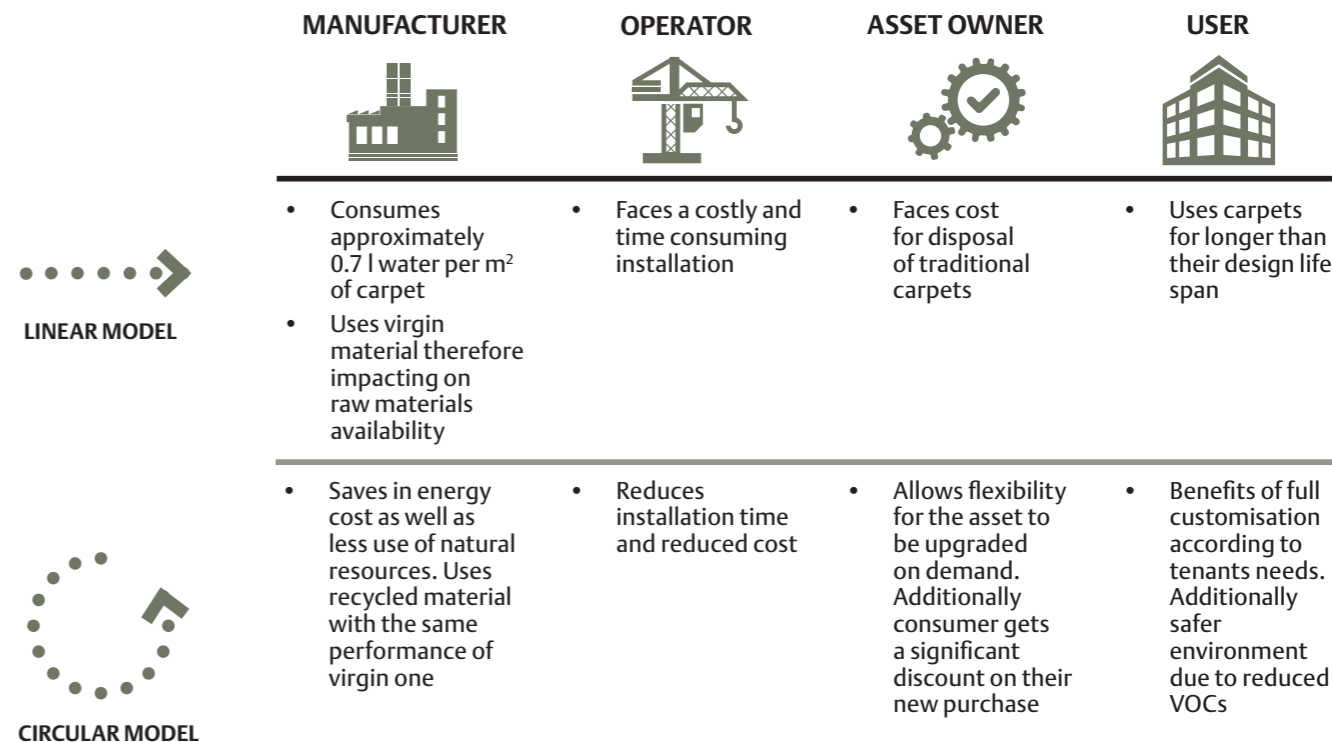 MANUFACTURER
OPERATOR
ASSET OWNER
USER
LINEAR MODEL
• Consumes
approximately
0.7 l water per m²
of carpet
• Uses virgin
material therefore
impacting on
raw materials
availability
• Faces a costly and
time consuming
installation
• Faces cost
for disposal
of traditional
carpets
• Uses carpets
for longer than
their design life
span
CIRCULAR MODEL
• Saves in energy
cost as well as
less use of natural
resources. Uses
recycled material
with the same
performance of
virgin one
• Reduces
installation time
and reduced cost
• Allows flexibility
for the asset to
be upgraded
on demand.
Additionally
consumer gets
a significant
discount on their
new purchase
• Benefits of full
customisation
according to
tenants needs.
Additionally
safer
environment
due to reduced
VOCs